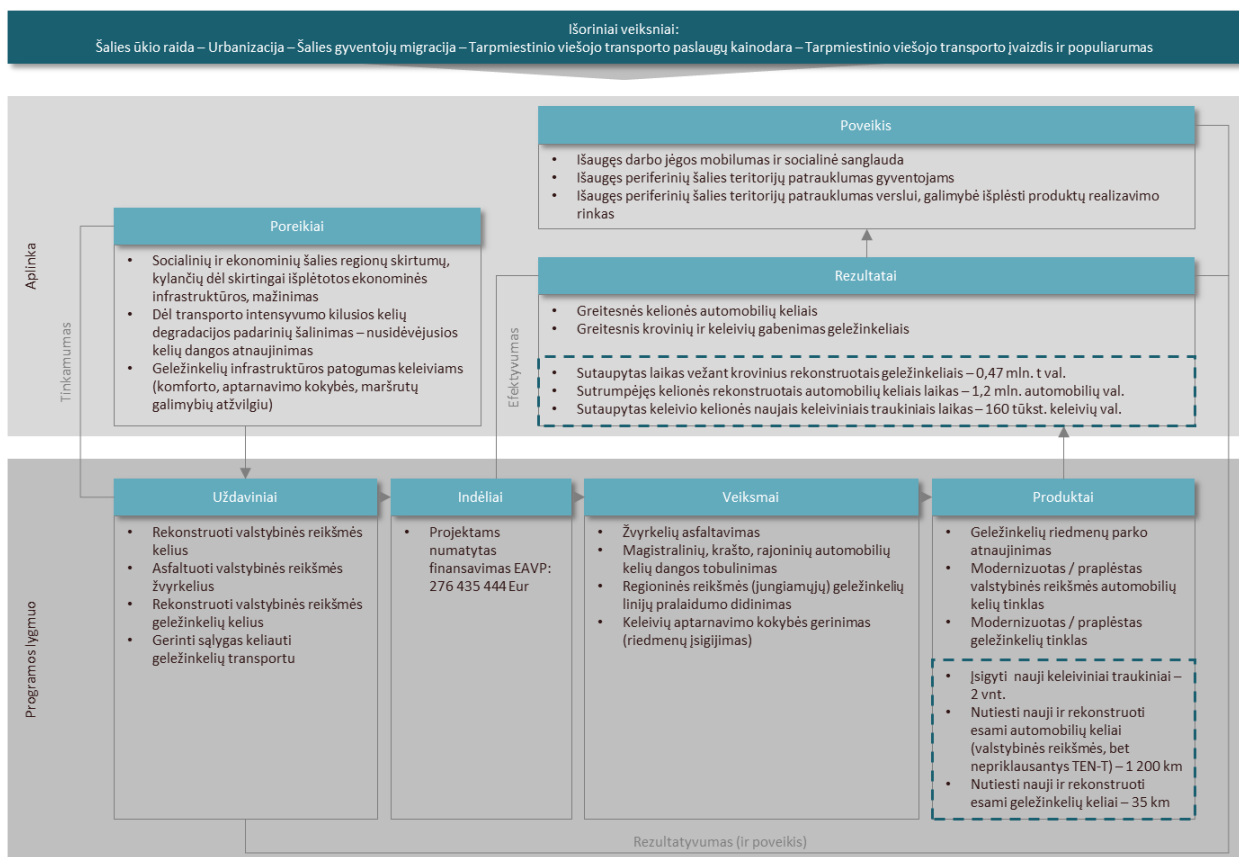 Išoriniai veiksniai:
Šalies ūkio raida – Urbanizacija – Šalies gyventojų migracija – Tarpmiestinio viešojo transporto paslaugų kainodara – Tarpmiestinio viešojo transporto įvaizdis ir populiarumas
Aplinka
Poveikis
• Išaugęs darbo jėgos mobilumas ir socialinė sanglauda
• Išaugęs periferinių šalies teritorijų patrauklumas gyventojams
• Išaugęs periferinių šalies teritorijų patrauklumas verslui, galimybė išplėsti produktų realizavimo
rinkas
Poreikiai
• Socialinių ir ekonominių šalies regionų skirtumų,
kylančių dėl skirtingai išplėtotos ekonominės
infrastruktūros, mažinimas
• Dėl transporto intensyvumo kilusios kelių
degradacijos padarinių šalinimas – nusidėvėjusios
kelių dangos atnaujinimas
• Geležinkelių infrastruktūros patogumas keleiviams
(komforto, aptarnavimo kokybės, maršrutų
galimybių atžvilgiu)
Tinkamumas
Efektyvumas
Rezultatai
• Greitesnės kelionės automobilių keliais
• Greitesnis krovinių ir keleivių gabenimas geležinkeliais
• Sutaupytas laikas vežant krovinius rekonstruotais geležinkeliais – 0,47 mln. t val.
• Sutrumpėjęs kelionės rekonstruotais automobilių keliais laikas – 1,2 mln. automobilių val.
• Sutaupytas keleivio kelionės naujais keleiviniais traukiniais laikas – 160 tūkst. keleivių val.
Programos lygmuo
Uždaviniai
• Rekonstruoti valstybinės reikšmės
kelius
• Asfaltuoti valstybinės reikšmės
žvyrkelius
• Rekonstruoti valstybinės reikšmės
geležinkelių kelius
• Gerinti sąlygas keliauti
geležinkelių transportu
Indėliai
• Projektams
numatytas
finansavimas EAVP:
276 435 444 Eur
Veiksmai
• Žvyrkelių asfaltavimas
• Magistralinių, krašto, rajoninių automobilių
kelių dangos tobulinimas
• Regioninės reikšmės (jungiamųjų) geležinkelių
linijų pralaidumo didinimas
• Keleivių aptarnavimo kokybės gerinimas
(riedmenų įsigijimas)
Produktai
• Geležinkelių riedmenų parko
atnaujinimas
• Modernizuotas / praplėstas
valstybinės reikšmės automobilių
kelių tinklas
• Modernizuotas / praplėstas
geležinkelių tinklas
• Įsigyti nauji keleiviniai traukiniai –
2 vnt.
• Nutiesti nauji ir rekonstruoti
esami automobilių keliai
(valstybinės reikšmės, bet
nepriklausantys TEN-T) – 1 200 km
• Nutiesti nauji ir rekonstruoti
esami geležinkelių keliai – 35 km
Rezultatyvumas (ir poveikis)